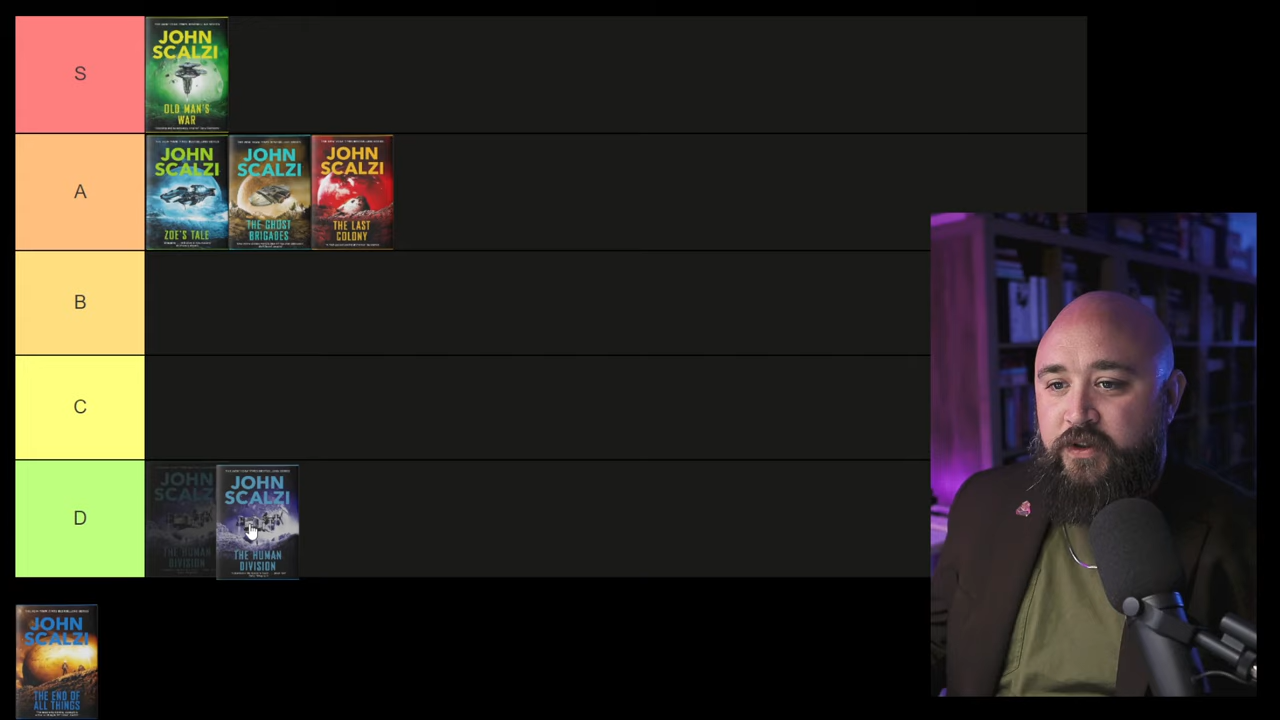 S
JOHN
SCALZI
OLD MAN'S
WAR
A
JOHN
SCALZI
ZOE'S TALE
JOHN
SCALZI
THE GHOST
BRIGADES
JOHN
SCALZI
THE LAST
COLONY
B
C
D
JOHN
SCALZI
THE HUMAN
DIVISION
JOHN
SCALZI
THE HUMAN
DIVISION
JOHN
SCALZI
THE END OF
ALL THINGS